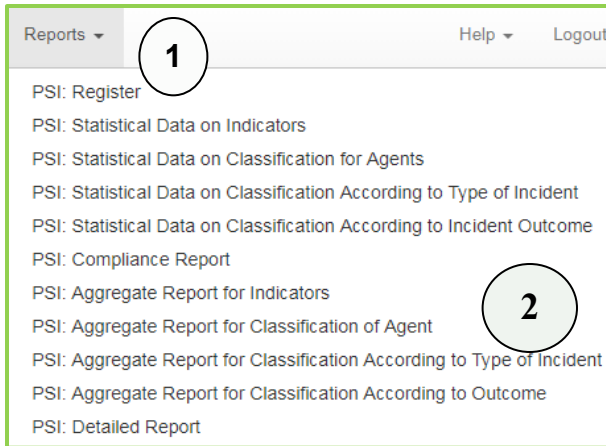 Reports
1
Help
Logout
PSI: Register
PSI: Statistical Data on Indicators
PSI: Statistical Data on Classification for Agents
PSI: Statistical Data on Classification According to Type of Incident
PSI: Statistical Data on Classification According to Incident Outcome
PSI: Compliance Report
PSI: Aggregate Report for Indicators
2
PSI: Aggregate Report for Classification of Agent
PSI: Aggregate Report for Classification According to Type of Incident
PSI: Aggregate Report for Classification According to Outcome
PSI: Detailed Report